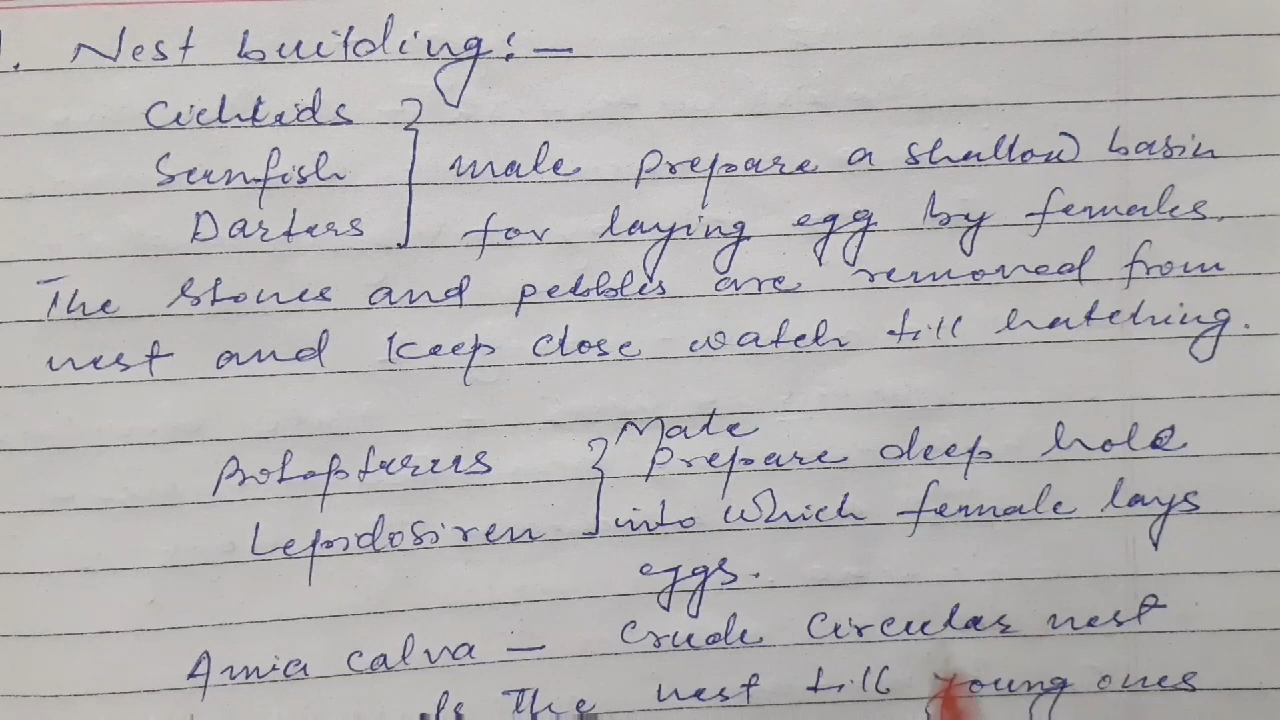 1. Nest building:-
Cichlids
Sunfish
Darters
} male prepare a shallow basin
for laying egg by females.
The stones and pebbles are removed from
nest and keep close watch till hatching.
Protopterus
Lepidosiren
} Male
prepare deep hole
into which female lays
eggs.
Amia calva - Crude Circular nest
the nest till young ones